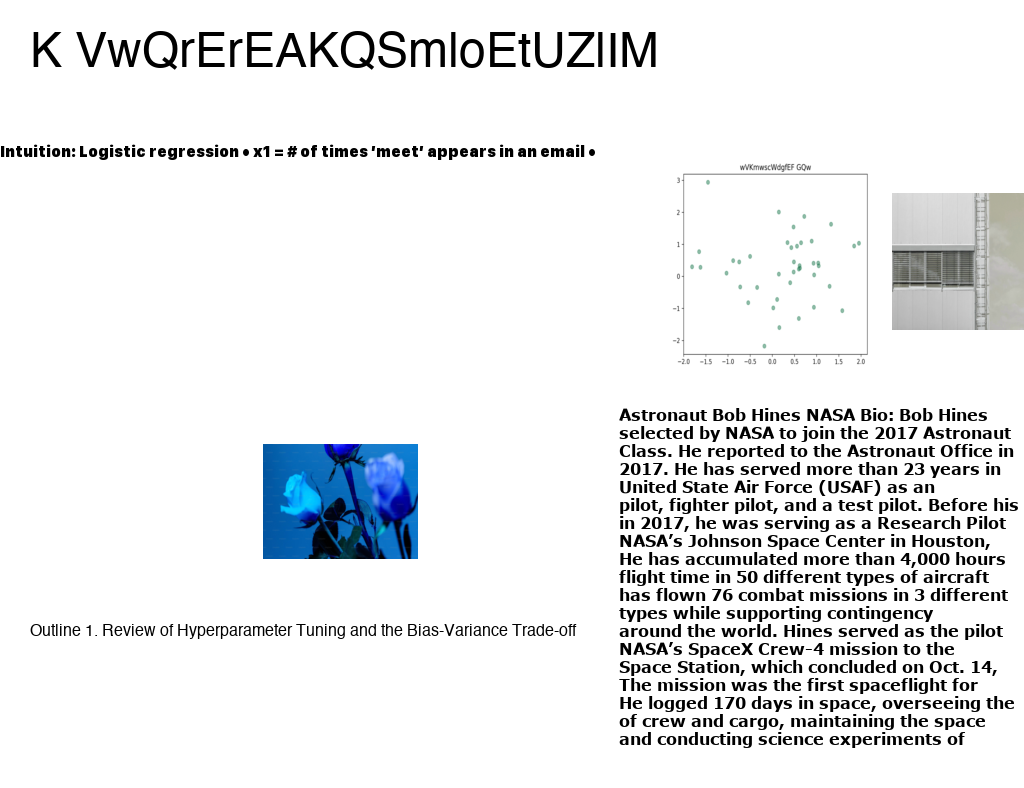 K VwQrErEAKQSmloEtUZIIM
Intuition: Logistic regression • x1 = # of times ‘meet’ appears in an email •
wVKmwscWdgfEF GQw
3
2
1
0
−1
−2
−2.0 −1.5 −1.0 −0.5 0.0 0.5 1.0 1.5 2.0
Astronaut Bob Hines NASA Bio: Bob Hines
selected by NASA to join the 2017 Astronaut
Class. He reported to the Astronaut Office in
2017. He has served more than 23 years in
United State Air Force (USAF) as an
pilot, fighter pilot, and a test pilot. Before his
in 2017, he was serving as a Research Pilot
NASA’s Johnson Space Center in Houston,
He has accumulated more than 4,000 hours
flight time in 50 different types of aircraft
has flown 76 combat missions in 3 different
types while supporting contingency
around the world. Hines served as the pilot
NASA’s SpaceX Crew-4 mission to the
Space Station, which concluded on Oct. 14,
The mission was the first spaceflight for
He logged 170 days in space, overseeing the
of crew and cargo, maintaining the space
and conducting science experiments of
Outline 1. Review of Hyperparameter Tuning and the Bias-Variance Trade-off